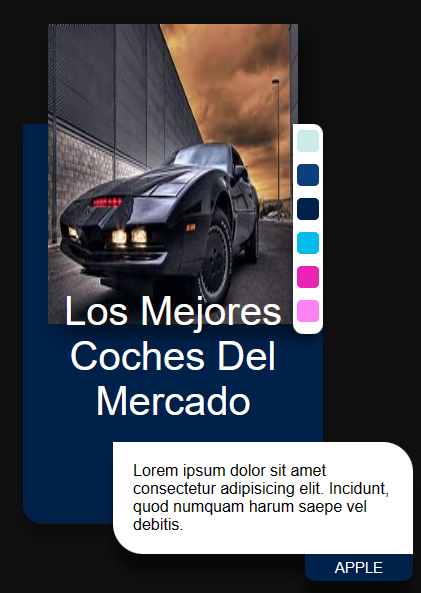 Los Mejores
Coches Del
Mercado
Lorem ipsum dolor sit amet
consectetur adipisicing elit. Incidunt,
quod numquam harum saepe vel
debitis.
APPLE